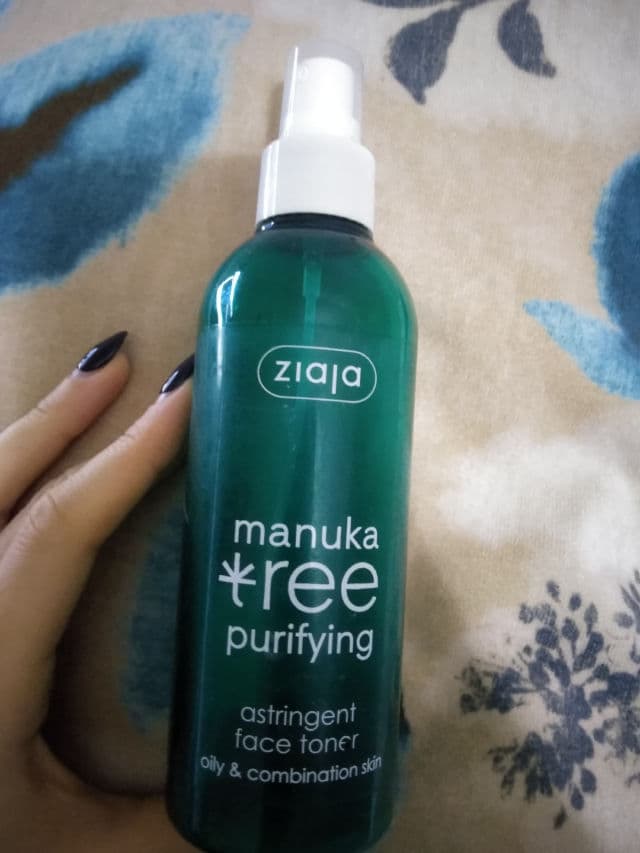 ziaja
manuka
tree
purifying
astringent
face toner
oily & combination skin